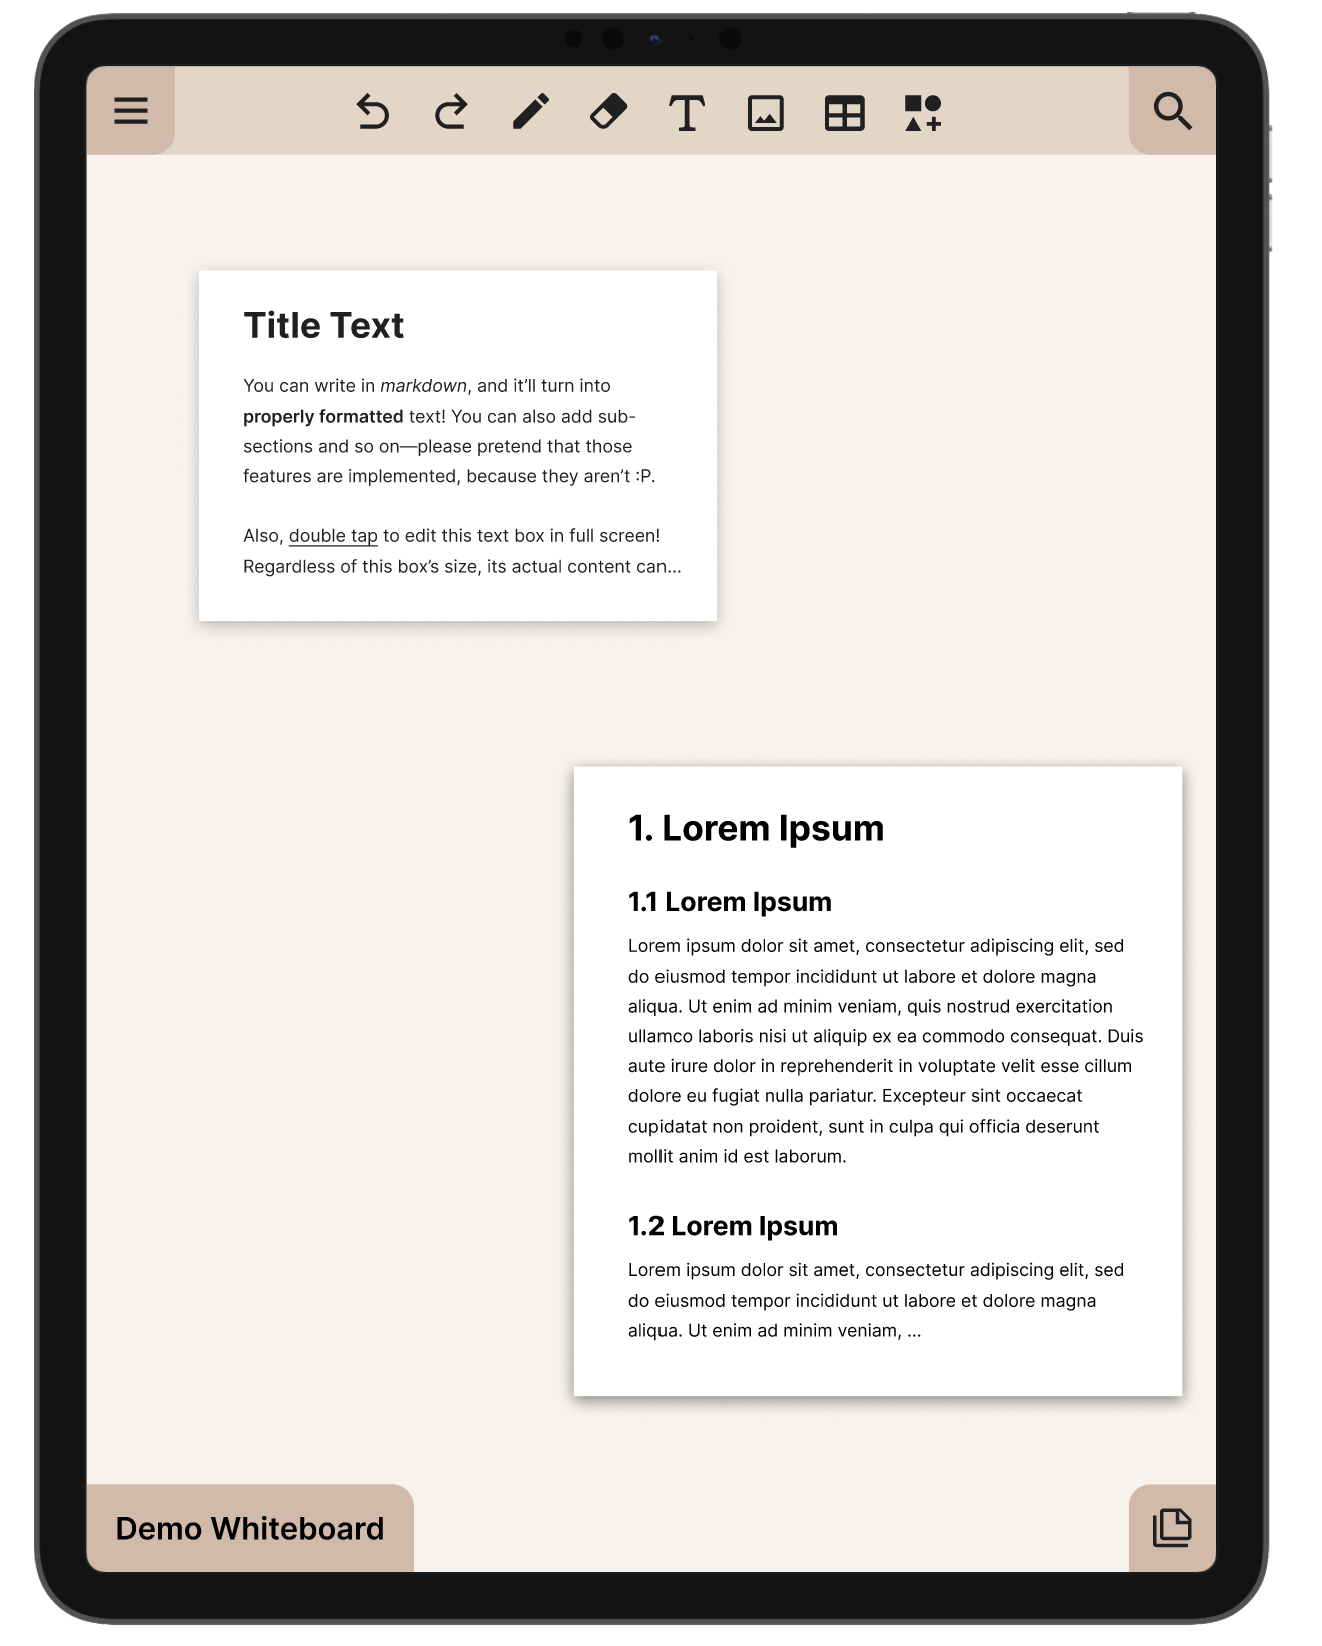 Title Text
You can write in markdown, and it’ll turn into
properly formatted text! You can also add sub-
sections and so on—please pretend that those
features are implemented, because they aren’t :P.
Also, double tap to edit this text box in full screen!
Regardless of this box’s size, its actual content can...
1. Lorem Ipsum
1.1 Lorem Ipsum
Lorem ipsum dolor sit amet, consectetur adipiscing elit, sed
do eiusmod tempor incididunt ut labore et dolore magna
aliqua. Ut enim ad minim veniam, quis nostrud exercitation
ullamco laboris nisi ut aliquip ex ea commodo consequat. Duis
aute irure dolor in reprehenderit in voluptate velit esse cillum
dolore eu fugiat nulla pariatur. Excepteur sint occaecat
cupidatat non proident, sunt in culpa qui officia deserunt
mollit anim id est laborum.
1.2 Lorem Ipsum
Lorem ipsum dolor sit amet, consectetur adipiscing elit, sed
do eiusmod tempor incididunt ut labore et dolore magna
aliqua. Ut enim ad minim veniam, ...
Demo Whiteboard